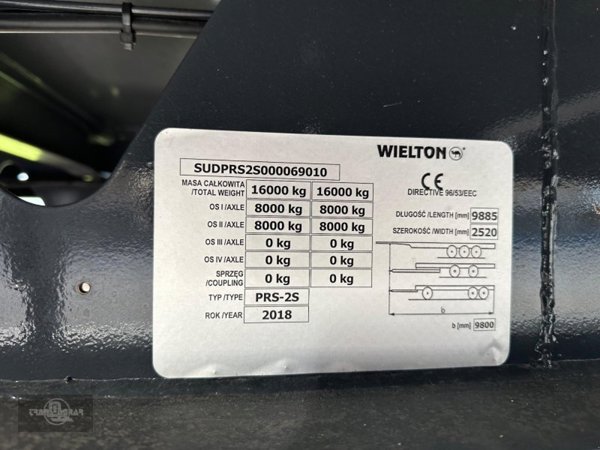 WIELTON
SUDPRS2S000069010
CE
DIRECTIVE 96/53/EEC
MASA CAŁKOWITA
/TOTAL WEIGHT 16000 kg 16000 kg
OS I /AXLE 8000 kg 8000 kg
OS II /AXLE 8000 kg 8000 kg
OS III /AXLE 0 kg 0 kg
OS IV /AXLE 0 kg 0 kg
SPRZĘG
/COUPLING 0 kg 0 kg
TYP /TYPE PRS-2S
ROK /YEAR 2018
DŁUGOŚĆ /LENGTH [mm] 9885
SZEROKOŚĆ /WIDTH [mm] 2520
b
b [mm] 9800